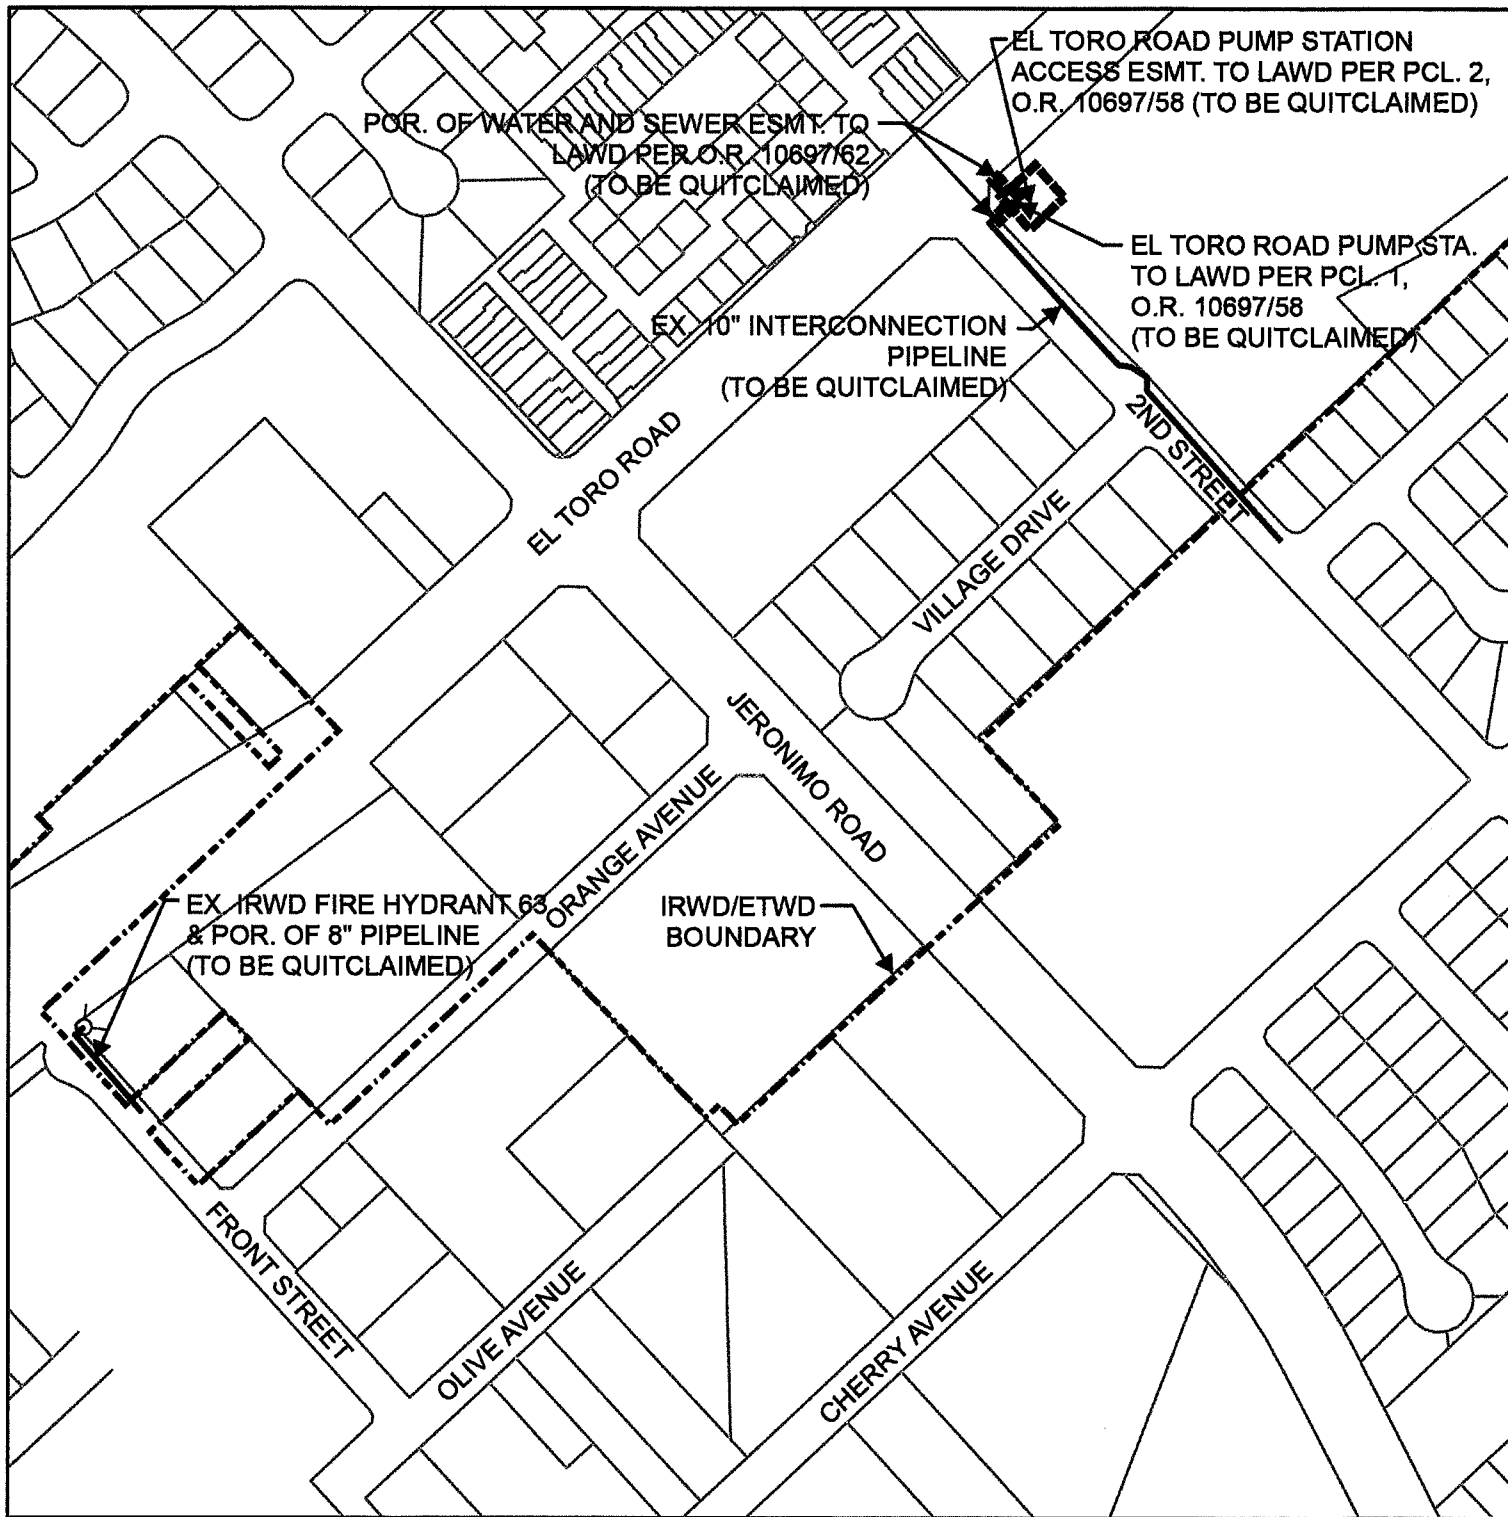 EL TORO ROAD PUMP STATION
ACCESS ESMT. TO LAWD PER PCL. 2,
O.R. 10697/58 (TO BE QUITCLAIMED)
POR. OF WATER AND SEWER ESMT. TO
LAWD PER O.R. 10697/62
(TO BE QUITCLAIMED)
EL TORO ROAD PUMP STA.
TO LAWD PER PCL. 1,
O.R. 10697/58
(TO BE QUITCLAIMED)
EX. 10" INTERCONNECTION
PIPELINE
(TO BE QUITCLAIMED)
2ND STREET
EL TORO ROAD
VILLAGE DRIVE
JERONIMO ROAD
ORANGE AVENUE
EX. IRWD FIRE HYDRANT 63
& POR. OF 8" PIPELINE
(TO BE QUITCLAIMED)
IRWD/ETWD
BOUNDARY
FRONT STREET
OLIVE AVENUE
CHERRY AVENUE